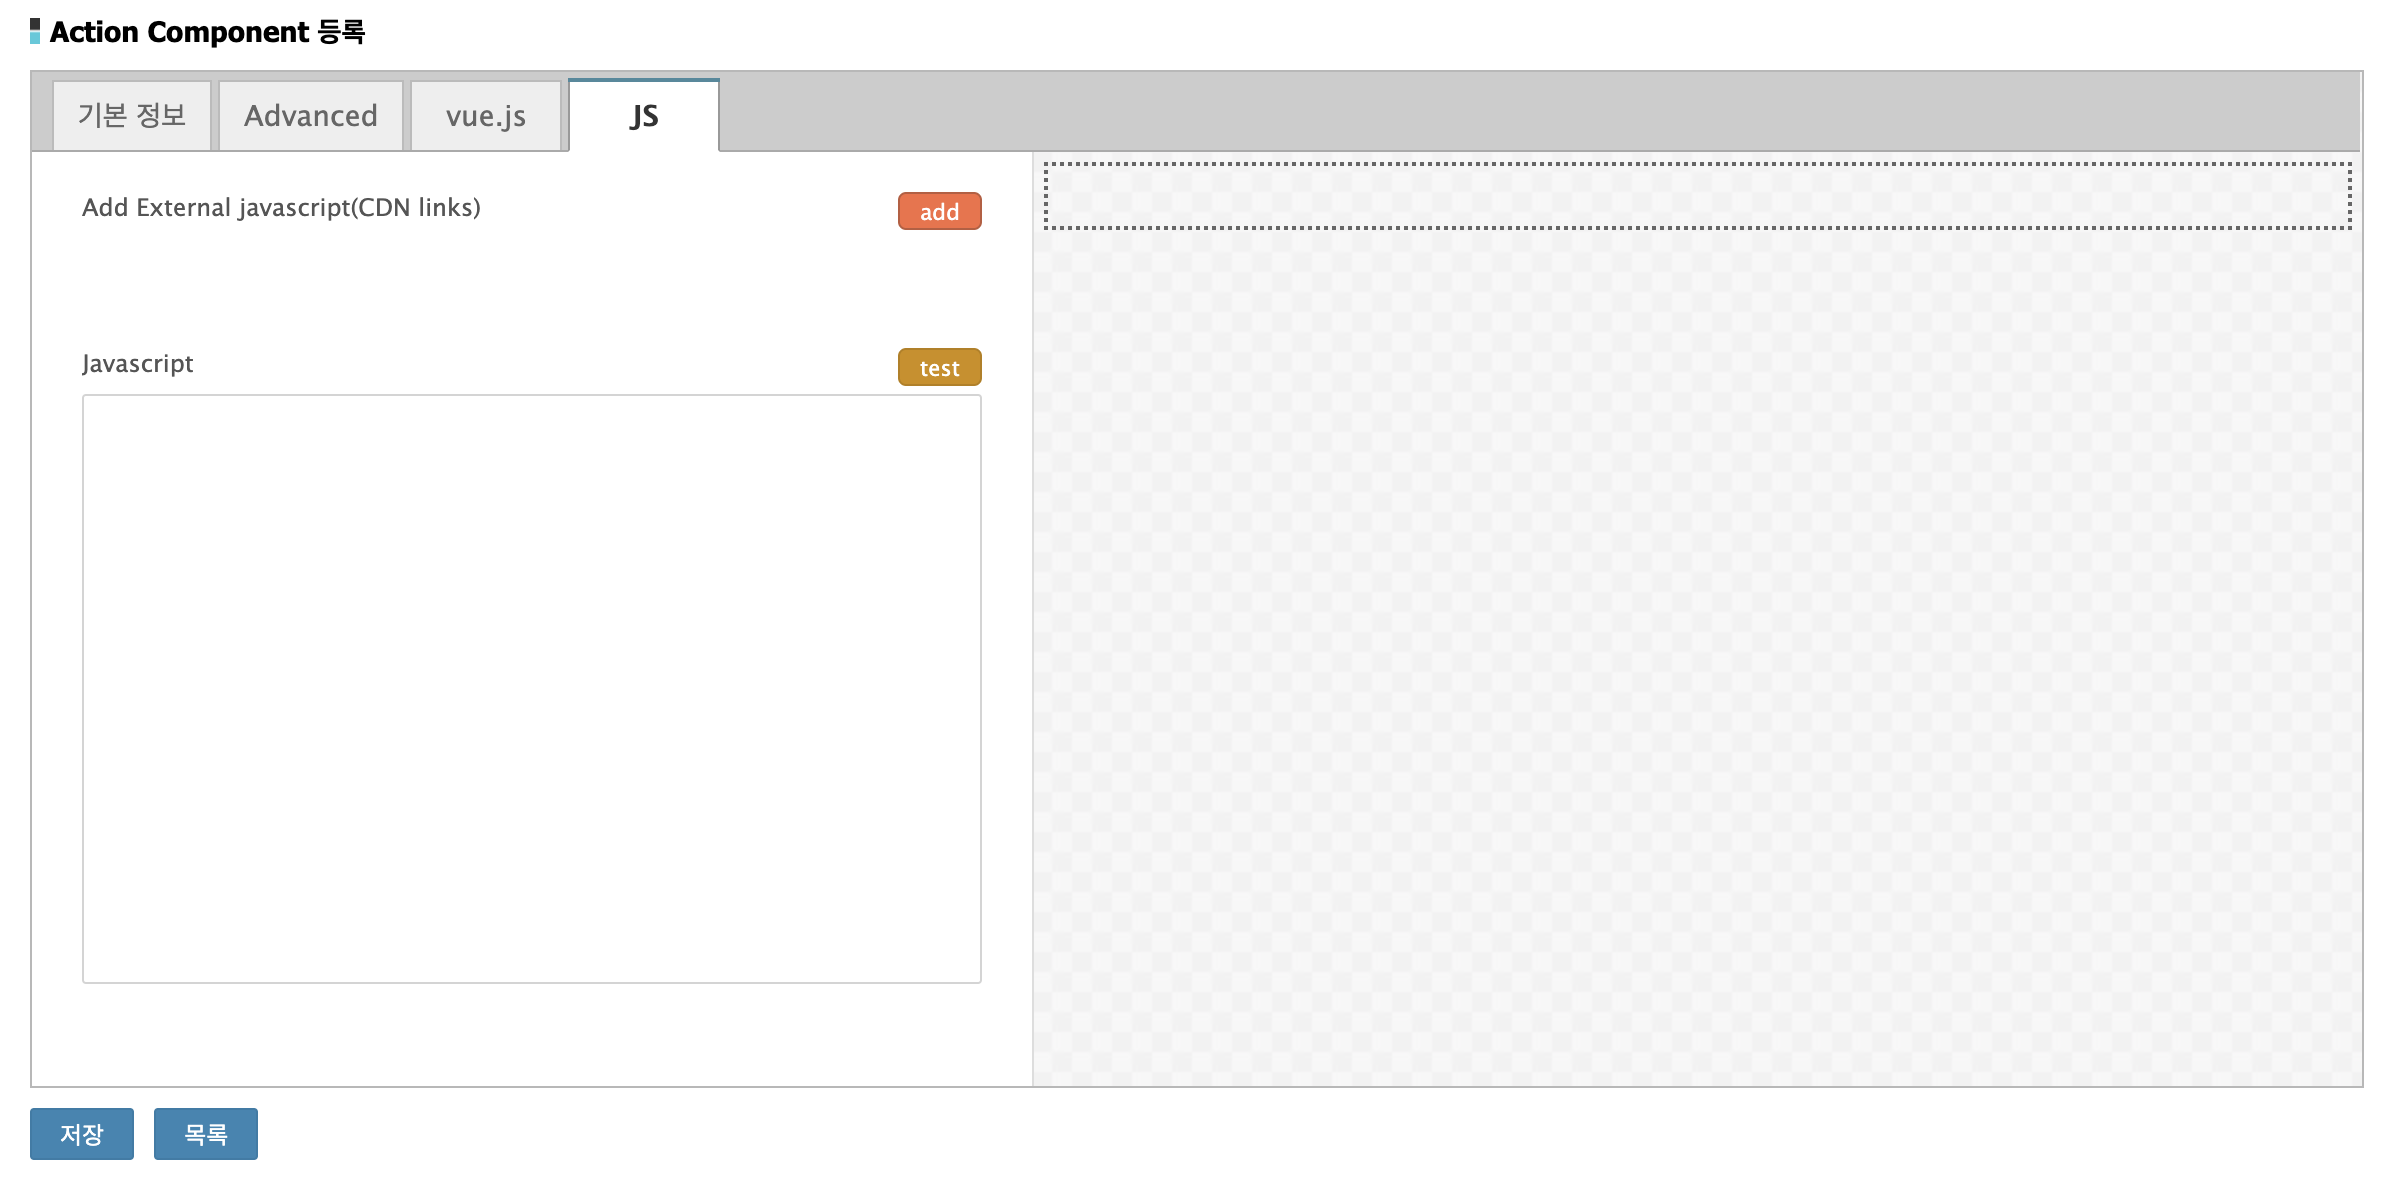 Action Component 등록
기본 정보
Advanced
vue.js
JS
Add External javascript(CDN links)
add
Javascript
test
저장
목록